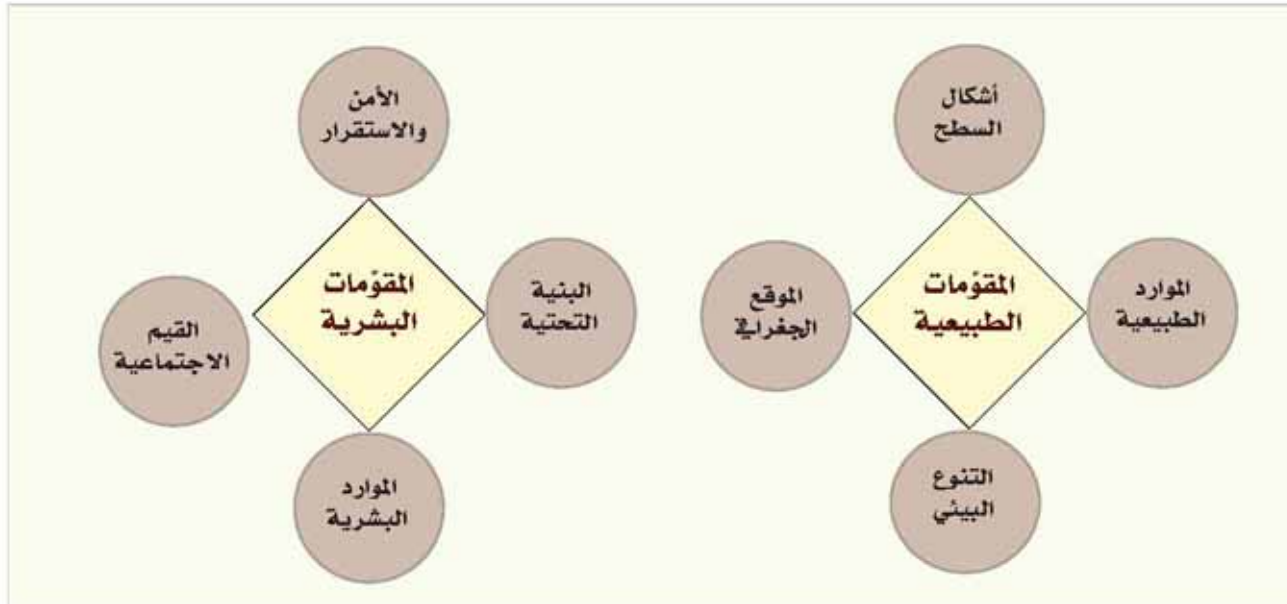 أشكال
السطح
المقوّمات
الطبيعية
الموارد
الطبيعية
الموقع
الجغرافي
التنوع
البيئي
الأمن
والاستقرار
المقوّمات
البشرية
البنية
التحتية
القيم
الاجتماعية
الموارد
البشرية